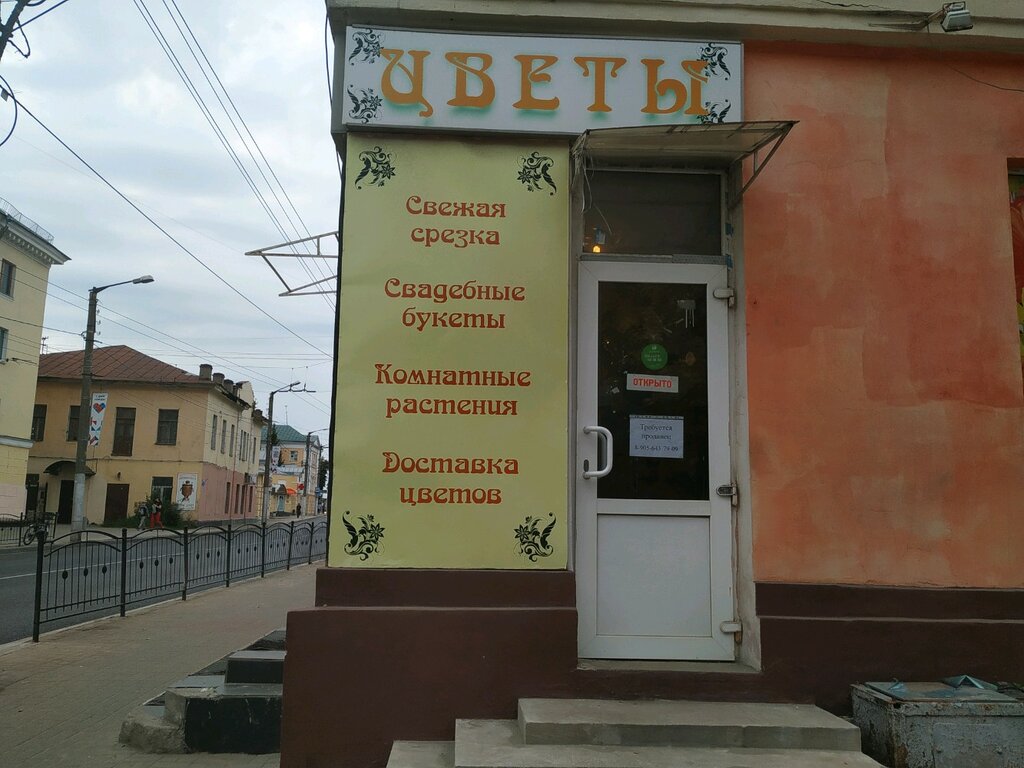 ЦВЕТЫ
Свежая
срезка
Свадебные
букеты
Комнатные
растения
Доставка
цветов
ОТКРЫТО
Требуется
продавец